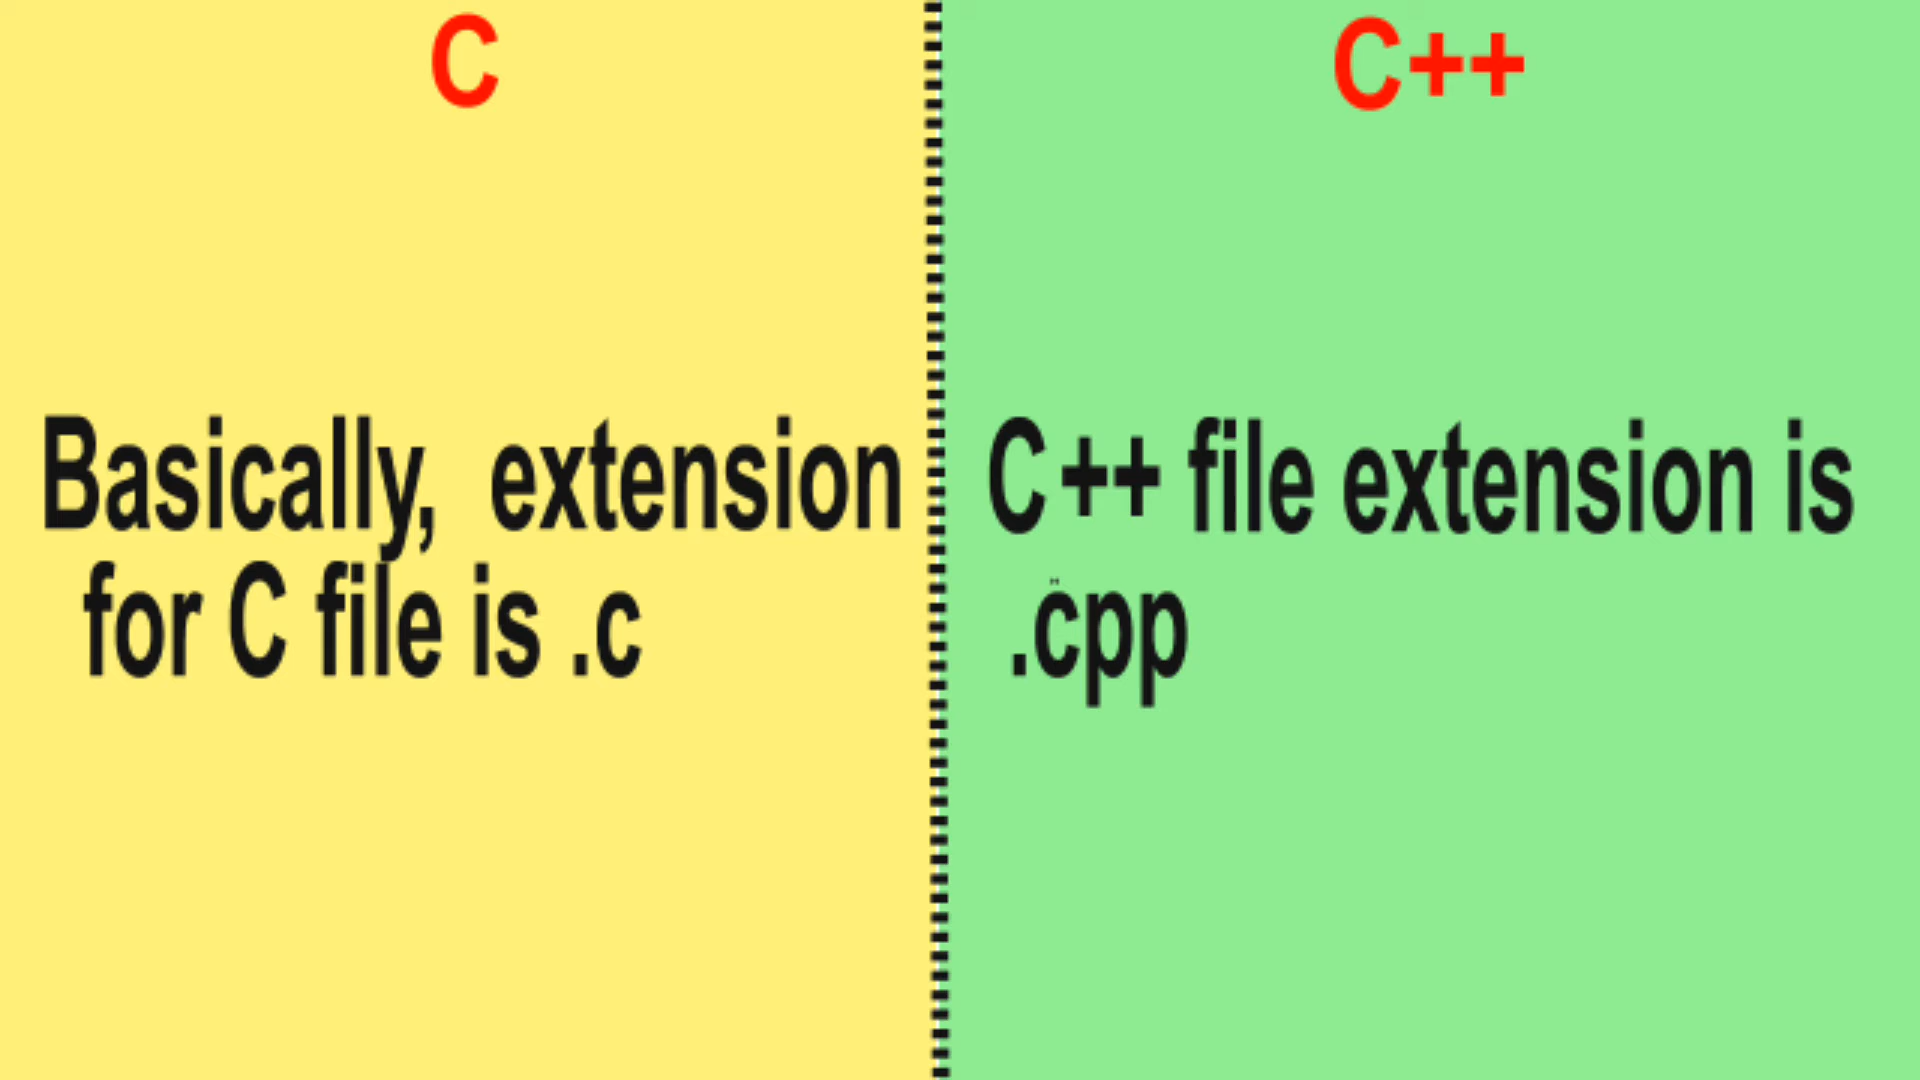 C
Basically, extension
for C file is .c
C++
C++ file extension is
.cpp